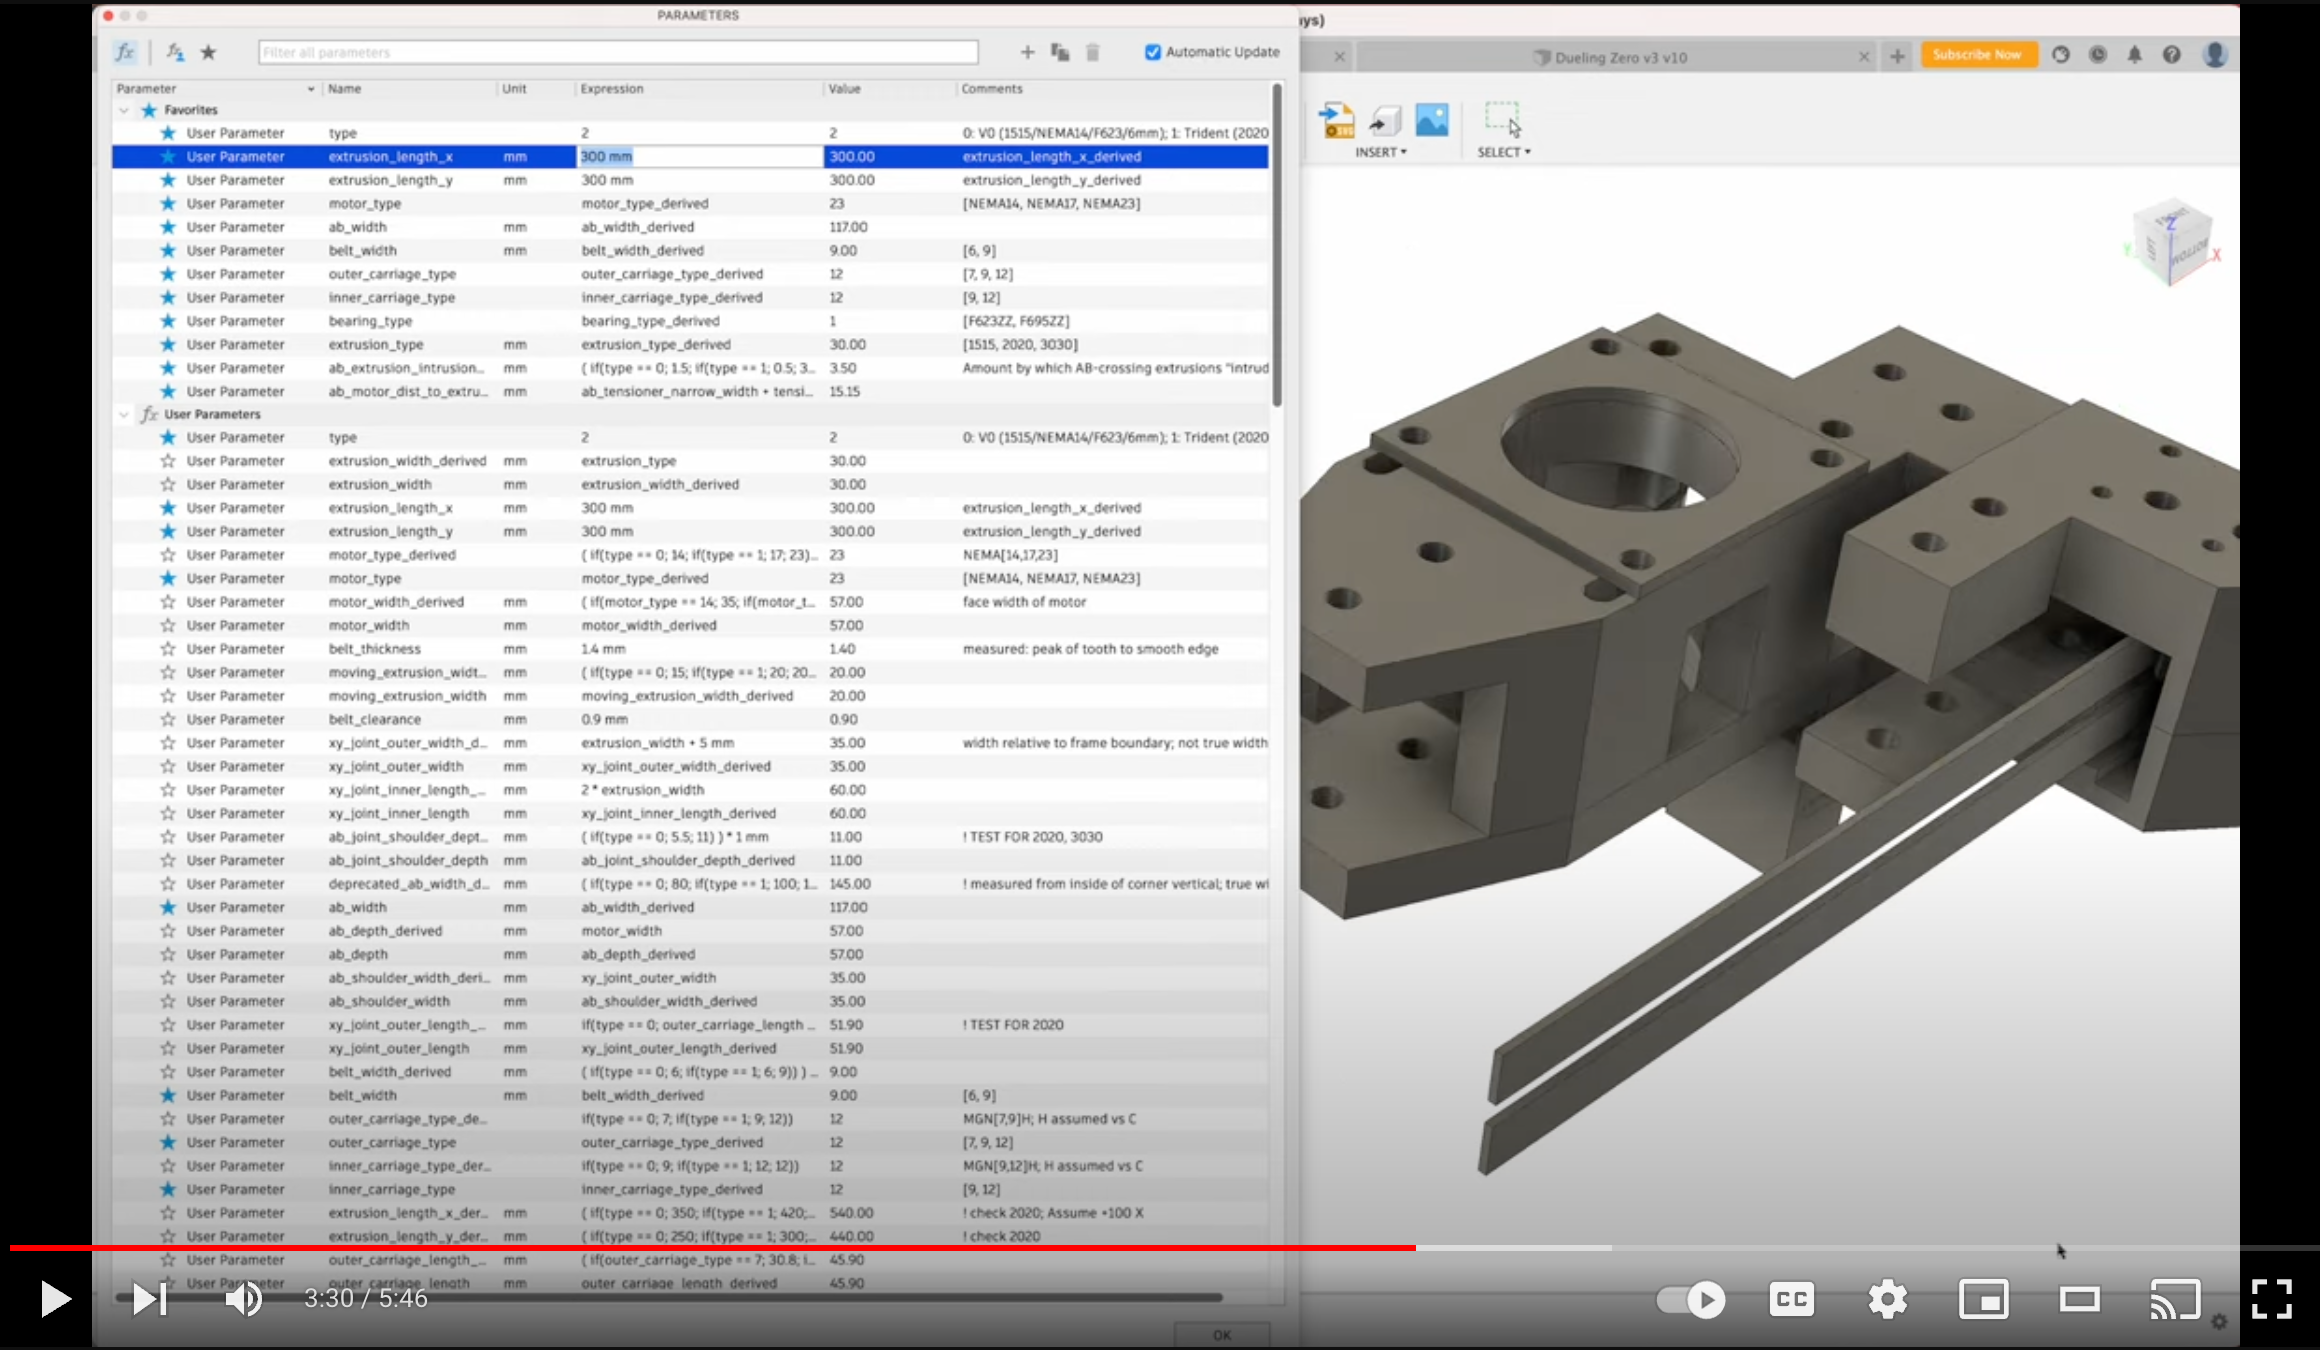 PARAMETERS
Filter all parameters
Automatic Update
Parameter Name Unit Expression Value Comments
Favorites
User Parameter type 2 2 0: V0 (1515/NEMA14/F623/6mm); 1: Trident (2020
User Parameter extrusion_length_x mm 300 mm 300.00 extrusion_length_x_derived
User Parameter extrusion_length_y mm 300 mm 300.00 extrusion_length_y_derived
User Parameter motor_type motor_type_derived 23 [NEMA14, NEMA17, NEMA23]
User Parameter ab_width mm ab_width_derived 117.00
User Parameter belt_width mm belt_width_derived 9.00 [6, 9]
User Parameter outer_carriage_type outer_carriage_type_derived 12 [7, 9, 12]
User Parameter inner_carriage_type inner_carriage_type_derived 12 [9, 12]
User Parameter bearing_type bearing_type_derived 1 [F623ZZ, F695ZZ]
User Parameter extrusion_type mm extrusion_type_derived 30.00 [1515, 2020, 3030]
User Parameter ab_extrusion_intrusion... mm ( if(type == 0; 1.5; if(type == 1; 0.5; 3... 3.50 Amount by which AB-crossing extrusions "intrud
User Parameter ab_motor_dist_to_extru... mm ab_tensioner_narrow_width + tensi... 15.15
fx User Parameters
User Parameter type 2 2 0: V0 (1515/NEMA14/F623/6mm); 1: Trident (2020
User Parameter extrusion_width_derived mm extrusion_type 30.00
User Parameter extrusion_width mm extrusion_width_derived 30.00
User Parameter extrusion_length_x mm 300 mm 300.00 extrusion_length_x_derived
User Parameter extrusion_length_y mm 300 mm 300.00 extrusion_length_y_derived
User Parameter motor_type_derived ( if(type == 0; 14; if(type == 1; 17; 23)... 23 NEMA[14,17,23]
User Parameter motor_type motor_type_derived 23 [NEMA14, NEMA17, NEMA23]
User Parameter motor_width_derived mm ( if(motor_type == 14; 35; if(motor_t... 57.00 face width of motor
User Parameter motor_width mm motor_width_derived 57.00
User Parameter belt_thickness mm 1.4 mm 1.40 measured: peak of tooth to smooth edge
User Parameter moving_extrusion_widt... mm ( if(type == 0; 15; if(type == 1; 20; 20... 20.00
User Parameter moving_extrusion_width mm moving_extrusion_width_derived 20.00
User Parameter belt_clearance mm 0.9 mm 0.90
User Parameter xy_joint_outer_width_d... mm extrusion_width + 5 mm 35.00 width relative to frame boundary; not true width
User Parameter xy_joint_outer_width mm xy_joint_outer_width_derived 35.00
User Parameter xy_joint_inner_length_... mm 2 * extrusion_width 60.00
User Parameter xy_joint_inner_length mm xy_joint_inner_length_derived 60.00
User Parameter ab_joint_shoulder_dept... mm ( if(type == 0; 5.5; 11) ) * 1 mm 11.00 ! TEST FOR 2020, 3030
User Parameter ab_joint_shoulder_depth mm ab_joint_shoulder_depth_derived 11.00
User Parameter deprecated_ab_width_d... mm ( if(type == 0; 80; if(type == 1; 100; 1... 145.00 ! measured from inside of corner vertical; true wi
User Parameter ab_width mm ab_width_derived 117.00
User Parameter ab_depth_derived mm motor_width 57.00
User Parameter ab_depth mm ab_depth_derived 57.00
User Parameter ab_shoulder_width_deri... mm xy_joint_outer_width 35.00
User Parameter ab_shoulder_width mm ab_shoulder_width_derived 35.00
User Parameter xy_joint_outer_length_... mm if(type == 0; outer_carriage_length ... 51.90 ! TEST FOR 2020
User Parameter xy_joint_outer_length mm xy_joint_outer_length_derived 51.90
User Parameter belt_width_derived mm ( if(type == 0; 6; if(type == 1; 6; 9)) ) ... 9.00
User Parameter belt_width mm belt_width_derived 9.00 [6, 9]
User Parameter outer_carriage_type_de... if(type == 0; 7; if(type == 1; 9; 12)) 12 MGN[7,9]H; H assumed vs C
User Parameter outer_carriage_type outer_carriage_type_derived 12 [7, 9, 12]
User Parameter inner_carriage_type_der... if(type == 0; 9; if(type == 1; 12; 12)) 12 MGN[9,12]H; H assumed vs C
User Parameter inner_carriage_type inner_carriage_type_derived 12 [9, 12]
User Parameter extrusion_length_x_der... mm ( if(type == 0; 350; if(type == 1; 420;... 540.00 ! check 2020; Assume +100 X
User Parameter extrusion_length_y_der... mm ( if(type == 0; 250; if(type == 1; 300;... 440.00 ! check 2020
User Parameter outer_carriage_length_... mm ( if(outer_carriage_type == 7; 30.8; i... 45.90
User Parameter outer_carriage_length mm outer_carriage_length_derived 45.90
OK
ys)
Dueling Zero v3 v10
Subscribe Now
INSERT SELECT
Z
Y
X
LEFT
BOTTOM
3:30 / 5:46
CC